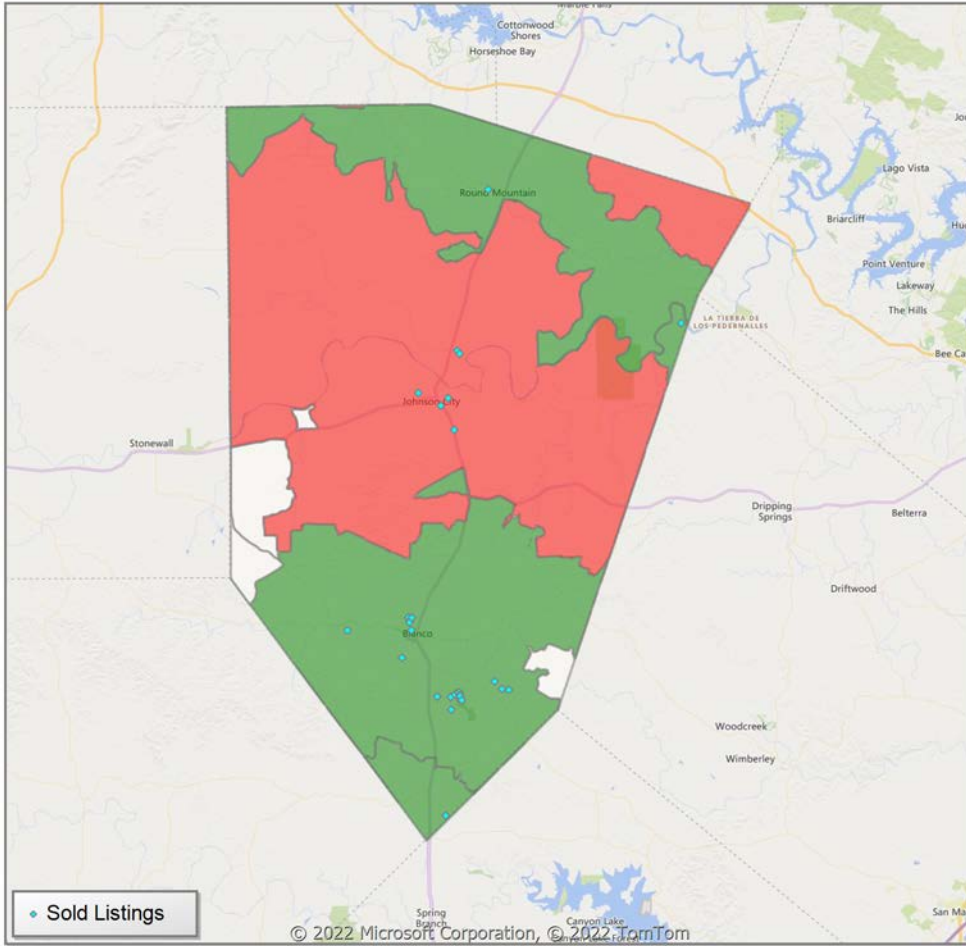 Cottonwood
Shores
Horseshoe Bay
Lago Vista
Round Mountain
Briarcliff
Point Venture
Lakeway
The Hills
LA TIERRA DE
LOS PEDERNALLES
Johnson City
Stonewall
Dripping
Springs
Belterra
Driftwood
Blanco
Woodcreek
Wimberley
Sold Listings
Spring
Branch
Canyon Lake
© 2022 Microsoft Corporation, © 2022 TomTom